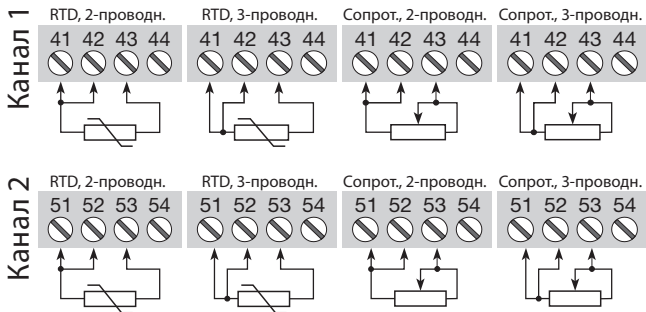 Канал 1
RTD, 2-проводн. RTD, 3-проводн. Сопрот., 2-проводн. Сопрот., 3-проводн.
41 42 43 44 41 42 43 44 41 42 43 44 41 42 43 44
Канал 2
RTD, 2-проводн. RTD, 3-проводн. Сопрот., 2-проводн. Сопрот., 3-проводн.
51 52 53 54 51 52 53 54 51 52 53 54 51 52 53 54